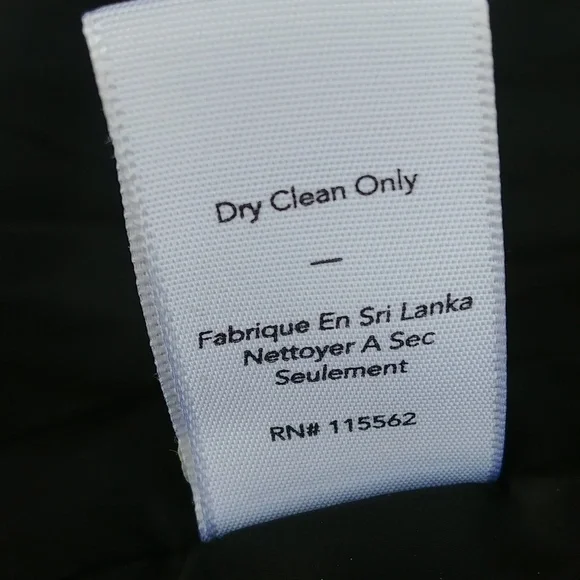 Dry Clean Only
—
Fabrique En Sri Lanka
Nettoyer A Sec
Seulement
RN# 115562